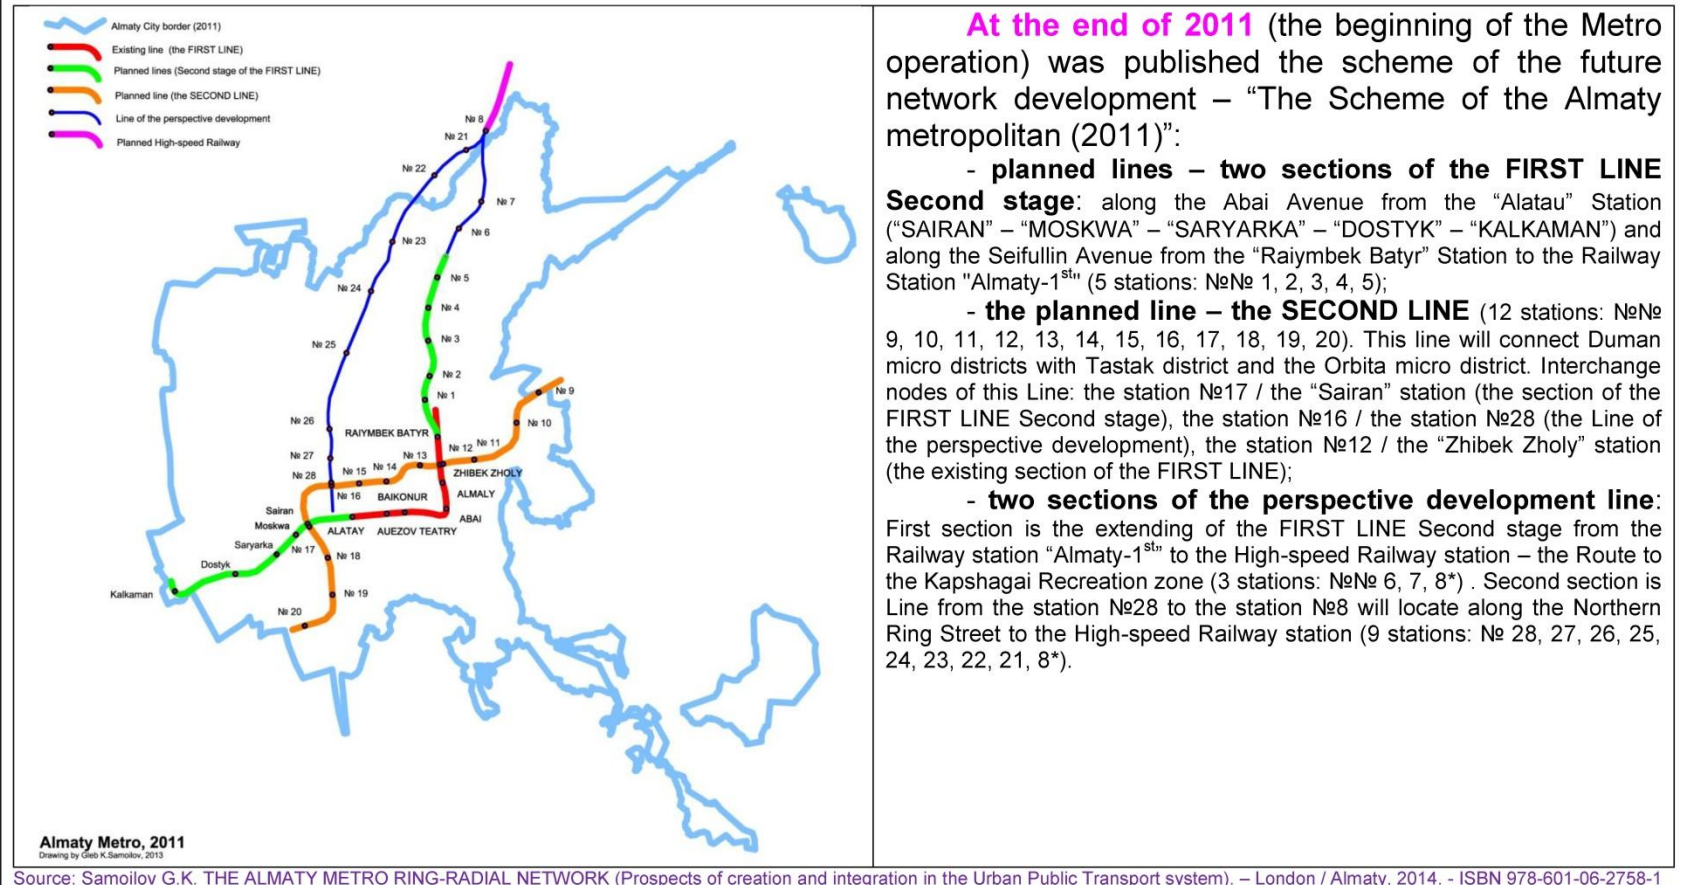 Almaty City border (2011)
Existing line (the FIRST LINE)
Planned lines (Second stage of the FIRST LINE)
Planned line (the SECOND LINE)
Line of the perspective development
Planned High-speed Railway
№ 8
№ 21
№ 22
№ 7
№ 6
№ 23
№ 5
№ 24
№ 4
№ 3
№ 25
№ 2
№ 9
№ 1
№ 26
№ 10
RAIYMBEK BATYR
№ 11
№ 12
№ 27
№ 13
№ 14
№ 15
№ 28
ZHIBEK ZHOLY
№ 16
BAIKONUR
ALMALY
Sairan
ABAI
Moskwa
ALATAY
AUEZOV TEATRY
Saryarka
№ 17
№ 18
Dostyk
Kalkaman
№ 19
№ 20
Almaty Metro, 2011
Drawing by Gleb K.Samoilov, 2013
At the end of 2011 (the beginning of the Metro
operation) was published the scheme of the future
network development – “The Scheme of the Almaty
metropolitan (2011)”:
- planned lines – two sections of the FIRST LINE
Second stage: along the Abai Avenue from the “Alatau” Station
(“SAIRAN” – “MOSKWA” – “SARYARKA” – “DOSTYK” – “KALKAMAN”) and
along the Seifullin Avenue from the “Raiymbek Batyr” Station to the Railway
Station "Almaty-1st" (5 stations: №№ 1, 2, 3, 4, 5);
- the planned line – the SECOND LINE (12 stations: №№
9, 10, 11, 12, 13, 14, 15, 16, 17, 18, 19, 20). This line will connect Duman
micro districts with Tastak district and the Orbita micro district. Interchange
nodes of this Line: the station №17 / the “Sairan” station (the section of the
FIRST LINE Second stage), the station №16 / the station №28 (the Line of
the perspective development), the station №12 / the “Zhibek Zholy” station
(the existing section of the FIRST LINE);
- two sections of the perspective development line:
First section is the extending of the FIRST LINE Second stage from the
Railway station “Almaty-1st” to the High-speed Railway station – the Route to
the Kapshagai Recreation zone (3 stations: №№ 6, 7, 8*) . Second section is
Line from the station №28 to the station №8 will locate along the Northern
Ring Street to the High-speed Railway station (9 stations: № 28, 27, 26, 25,
24, 23, 22, 21, 8*).
Source: Samoilov G.K. THE ALMATY METRO RING-RADIAL NETWORK (Prospects of creation and integration in the Urban Public Transport system). – London / Almaty, 2014. - ISBN 978-601-06-2758-1